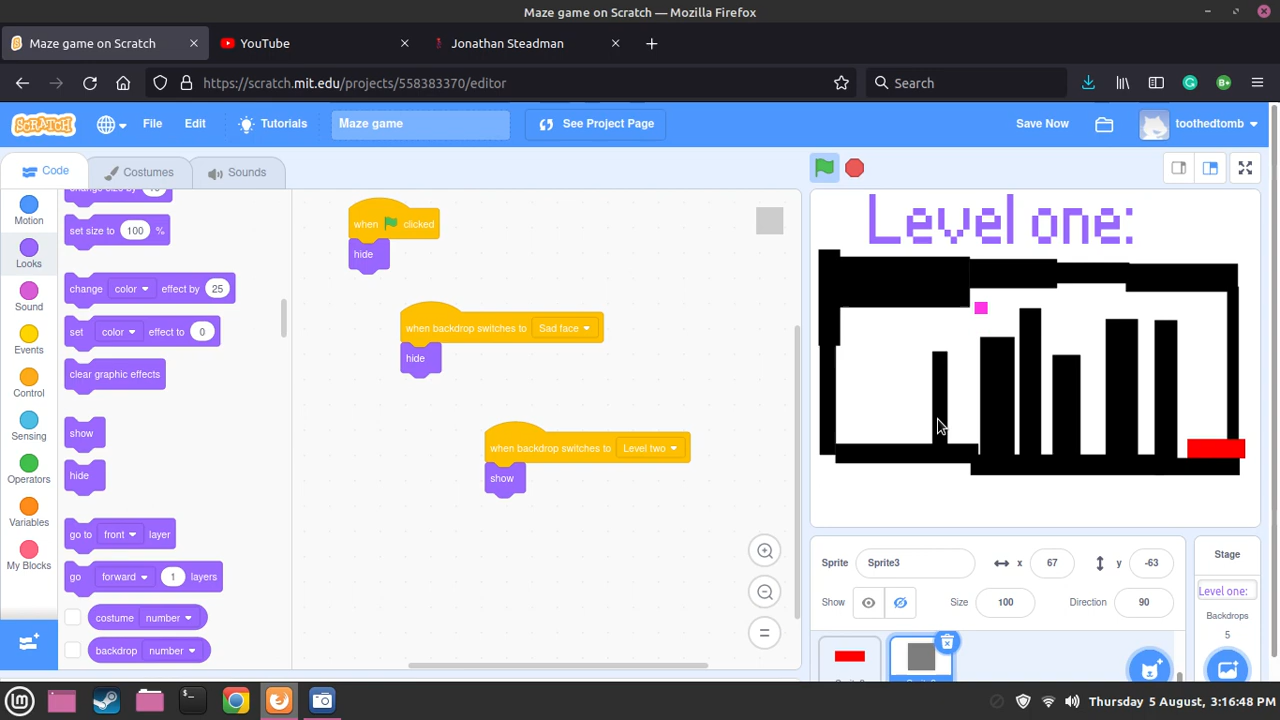 Maze game on Scratch — Mozilla Firefox
Maze game on Scratch
YouTube
Jonathan Steadman
https://scratch.mit.edu/projects/558383370/editor
Search
SCRATCH
File
Edit
Tutorials
Maze game
See Project Page
Save Now
toothedtomb
Code
Costumes
Sounds
Motion
Looks
Sound
Events
Control
Sensing
Operators
Variables
My Blocks
set size to 100 %
change color effect by 25
set color effect to 0
clear graphic effects
show
hide
go to front layer
go forward 1 layers
costume number
backdrop number
when clicked
hide
when backdrop switches to Sad face
hide
when backdrop switches to Level two
show
Level one:
Sprite
Sprite3
x 67
y -63
Show
Size 100
Direction 90
Stage
Level one:
Backdrops
5
Thursday 5 August, 3:16:48 PM